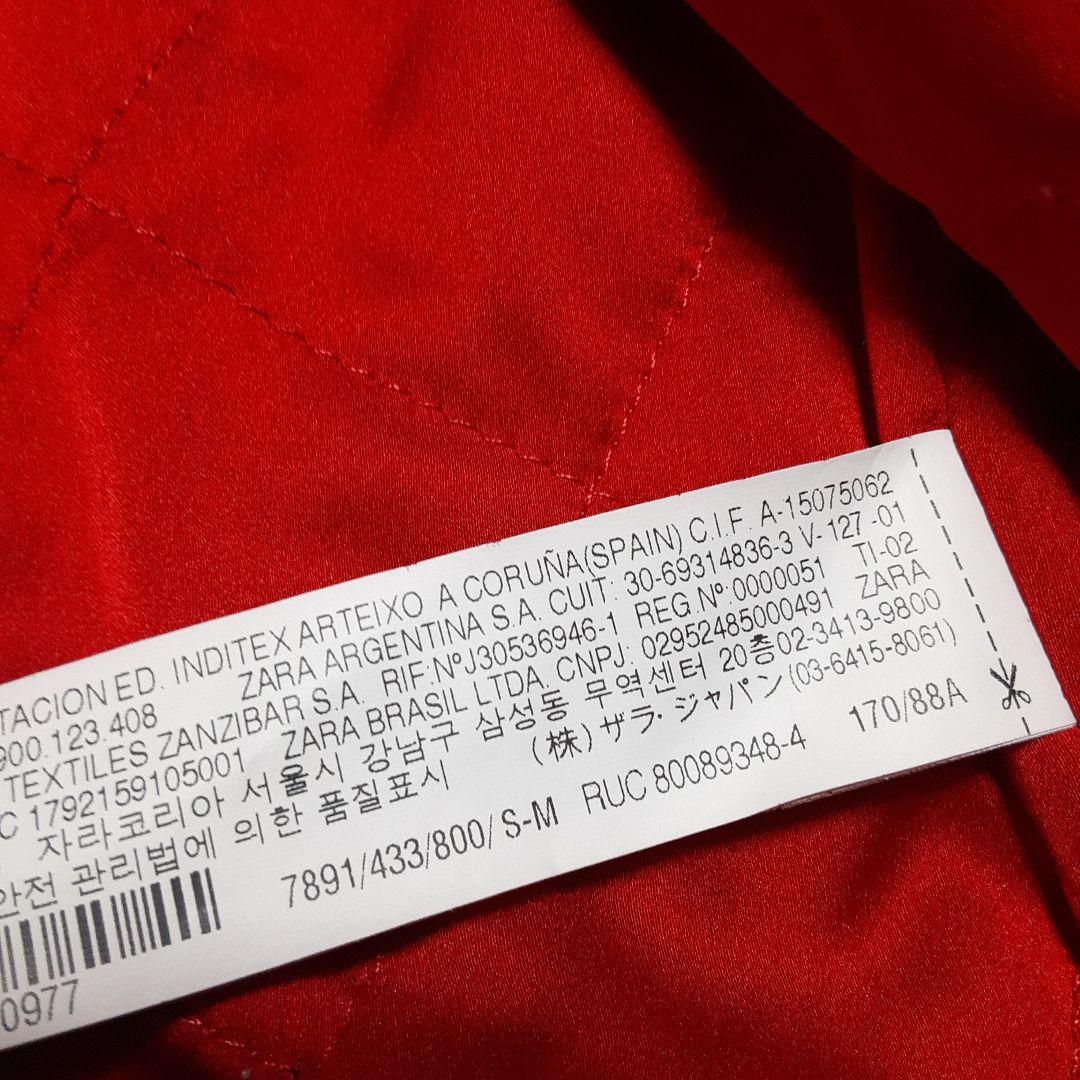 TACION ED. INDITEX ARTEIXO A CORUÑA(SPAIN) C.I.F. A-15075062
900.123.408 ZARA ARGENTINA S.A. CUIT: 30-69314836-3 V-127-01
TEXTILES ZANZIBAR S.A. RIF:NºJ30536946-1 REG.Nº:0000051 TI-02
C 1792159105001 ZARA BRASIL LTDA. CNPJ: 02952485000491 ZARA
자라코리아 서울시 강남구 삼성동 무역센터 20층02-3413-9800
안전 관리법에 의한 품질표시 (株)ザラ・ジャパン(03-6415-8061)
7891/433/800/ S-M RUC 80089348-4 170/88A
0977